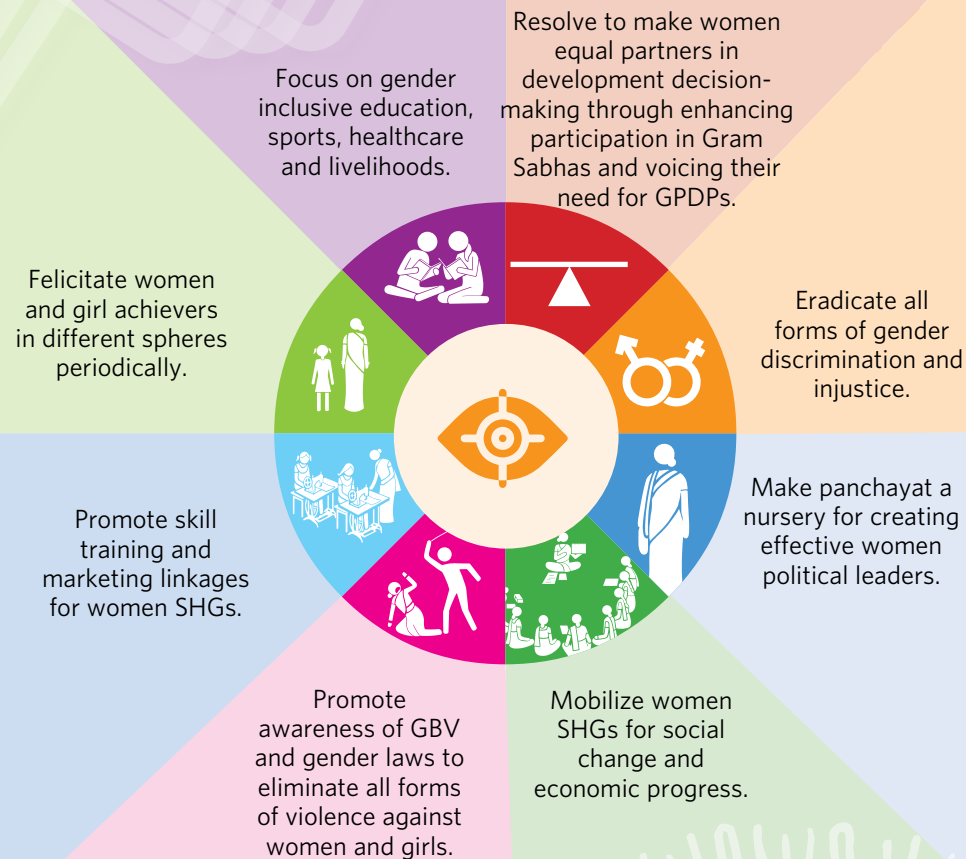 Resolve to make women
equal partners in
development decision-
making through enhancing
participation in Gram
Sabhas and voicing their
need for GPDPs.
Eradicate all
forms of gender
discrimination and
injustice.
Make panchayat a
nursery for creating
effective women
political leaders.
Mobilize women
SHGs for social
change and
economic progress.
Promote
awareness of GBV
and gender laws to
eliminate all forms
of violence against
women and girls.
Promote skill
training and
marketing linkages
for women SHGs.
Felicitate women
and girl achievers
in different spheres
periodically.
Focus on gender
inclusive education,
sports, healthcare
and livelihoods.